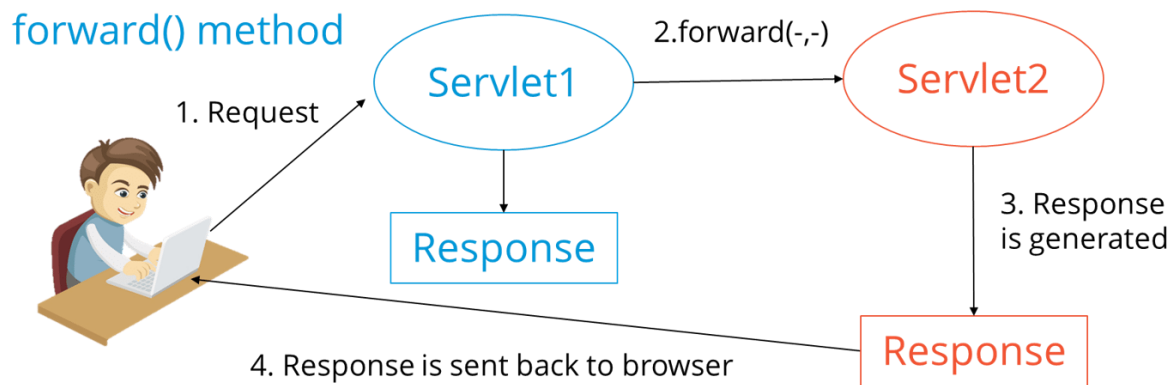 forward() method
2.forward(-,-)
Servlet1
Servlet2
1. Request
3. Response
is generated
Response
Response
4. Response is sent back to browser